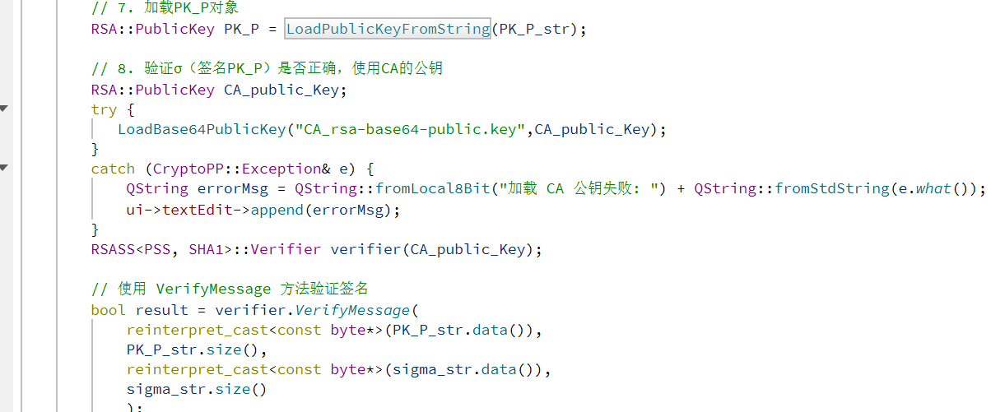 // 7. 加载PK_P对象
RSA::PublicKey PK_P = LoadPublicKeyFromString(PK_P_str);
// 8. 验证σ（签名PK_P）是否正确，使用CA的公钥
RSA::PublicKey CA_public_Key;
try {
LoadBase64PublicKey("CA_rsa-base64-public.key",CA_public_Key);
}
catch (CryptoPP::Exception& e) {
QString errorMsg = QString::fromLocal8Bit("加载 CA 公钥失败: ") + QString::fromStdString(e.what());
ui->textEdit->append(errorMsg);
}
RSASS<PSS, SHA1>::Verifier verifier(CA_public_Key);
// 使用 VerifyMessage 方法验证签名
bool result = verifier.VerifyMessage(
reinterpret_cast<const byte*>(PK_P_str.data()),
PK_P_str.size(),
reinterpret_cast<const byte*>(sigma_str.data()),
sigma_str.size()
);